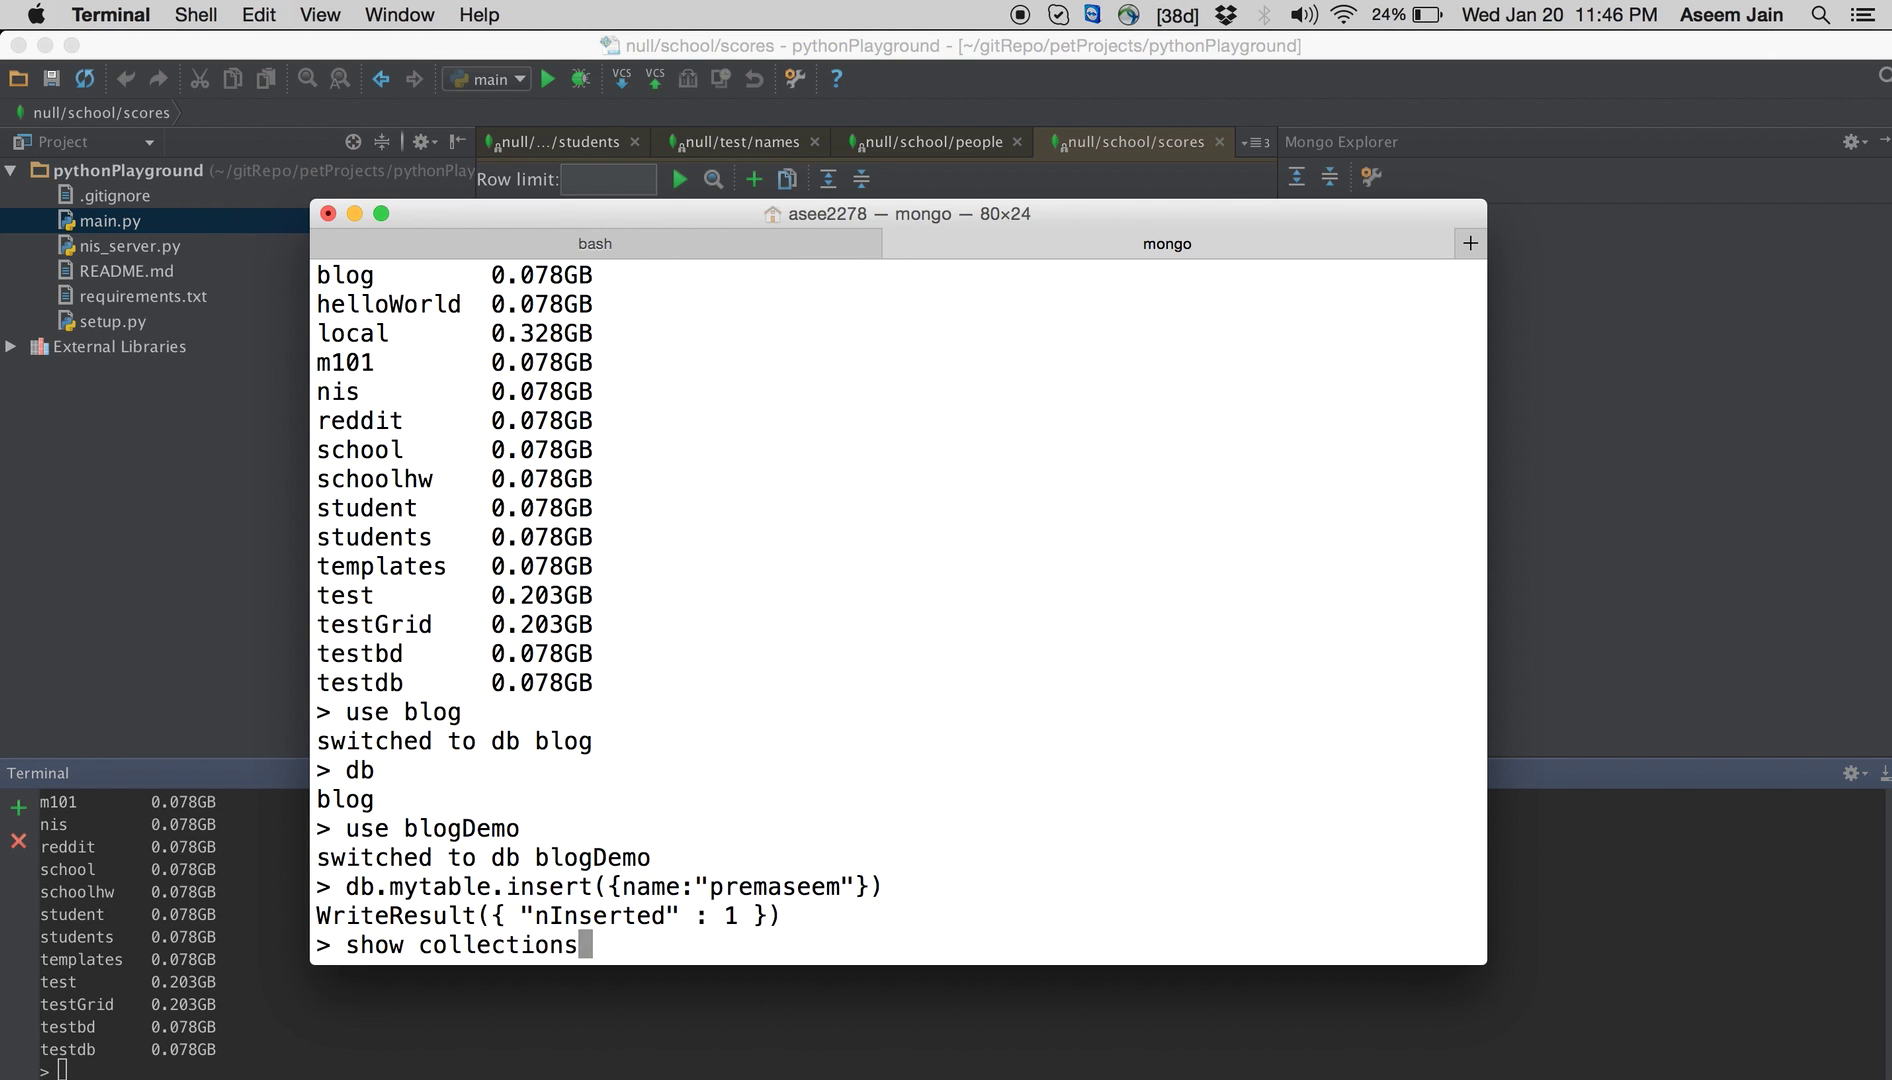 Terminal Shell Edit View Window Help [38d] 24% Wed Jan 20 11:46 PM Aseem Jain
null/school/scores - pythonPlayground - [~/gitRepo/petProjects/pythonPlayground]
main VCS VCS ?
null/school/scores
Project null/.../students null/test/names null/school/people null/school/scores 3 Mongo Explorer
pythonPlayground (~/gitRepo/petProjects/pythonPlay
Row limit:
.gitignore
main.py
nis_server.py
README.md
requirements.txt
setup.py
External Libraries
asee2278 — mongo — 80×24
bash mongo +
blog 0.078GB
helloWorld 0.078GB
local 0.328GB
m101 0.078GB
nis 0.078GB
reddit 0.078GB
school 0.078GB
schoolhw 0.078GB
student 0.078GB
students 0.078GB
templates 0.078GB
test 0.203GB
testGrid 0.203GB
testbd 0.078GB
testdb 0.078GB
> use blog
switched to db blog
> db
blog
> use blogDemo
switched to db blogDemo
> db.mytable.insert({name:"premaseem"})
WriteResult({ "nInserted" : 1 })
> show collections
Terminal
m101 0.078GB
nis 0.078GB
reddit 0.078GB
school 0.078GB
schoolhw 0.078GB
student 0.078GB
students 0.078GB
templates 0.078GB
test 0.203GB
testGrid 0.203GB
testbd 0.078GB
testdb 0.078GB
>